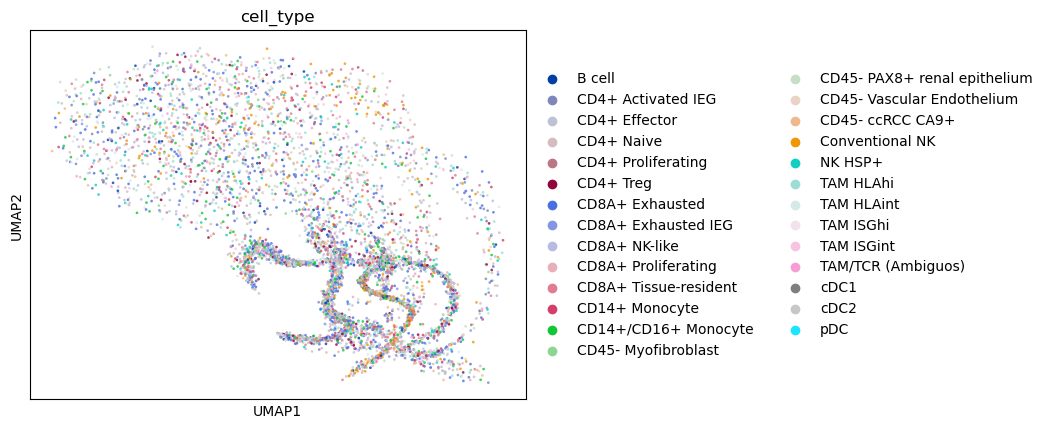 cell_type
UMAP2
UMAP1
B cell
CD4+ Activated IEG
CD4+ Effector
CD4+ Naive
CD4+ Proliferating
CD4+ Treg
CD8A+ Exhausted
CD8A+ Exhausted IEG
CD8A+ NK-like
CD8A+ Proliferating
CD8A+ Tissue-resident
CD14+ Monocyte
CD14+/CD16+ Monocyte
CD45- Myofibroblast
CD45- PAX8+ renal epithelium
CD45- Vascular Endothelium
CD45- ccRCC CA9+
Conventional NK
NK HSP+
TAM HLAhi
TAM HLAint
TAM ISGhi
TAM ISGint
TAM/TCR (Ambiguos)
cDC1
cDC2
pDC